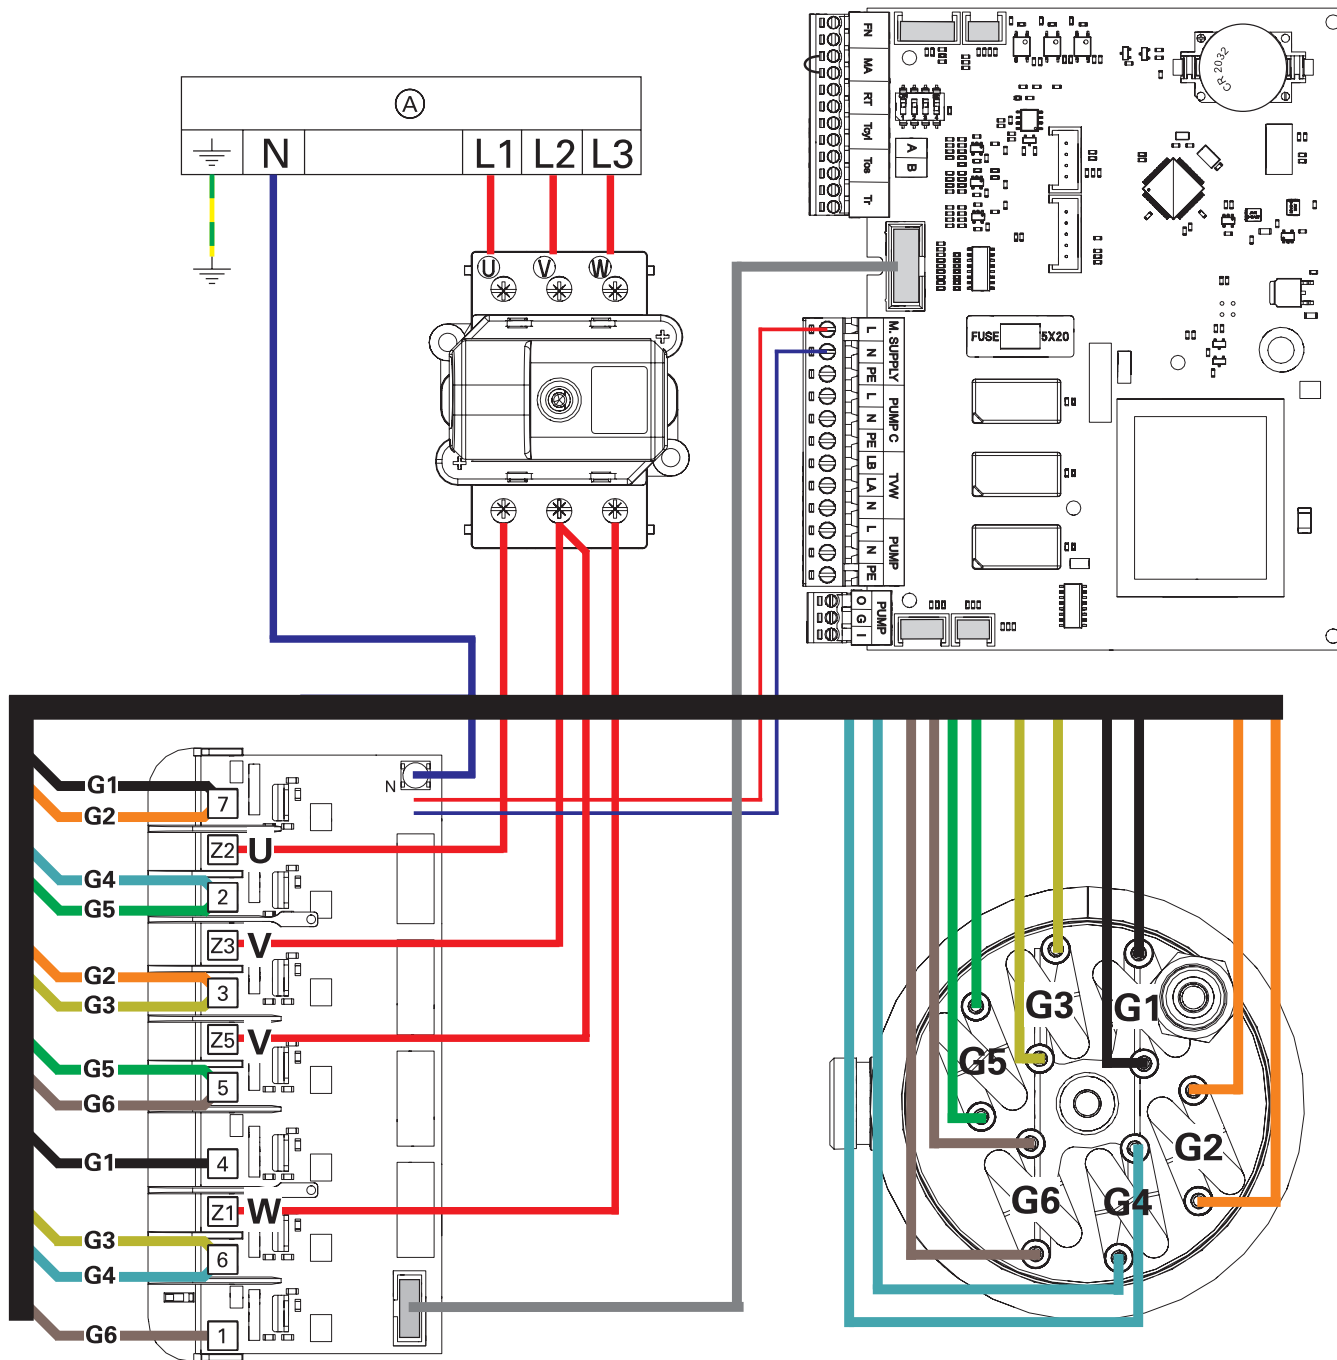 A
N L1 L2 L3
U V W
FN
MA
RT
Tcyl
Tos
Tr
A
B
CR 2032
FUSE 5X20
L
N
PE
M. SUPPLY
L
N
PE
PUMP C
LB
LA
N
TVW
L
N
PE
PUMP
O
G
I
PUMP
N
G1
7
G2
Z2 U
G4
2
G5
Z3 V
G2
3
G3
Z5 V
G5
5
G6
G1 4
Z1 W
G3
6
G4
G6 1
G3 G1
G5
G2
G6 G4